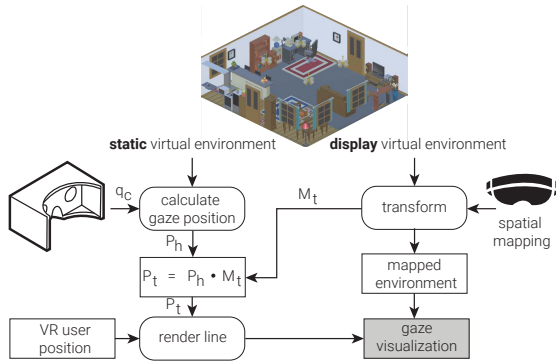 static virtual environment
display virtual environment
q_c
calculate
gaze position
M_t
transform
spatial
mapping
P_h
P_t = P_h • M_t
mapped
environment
P_t
VR user
position
render line
gaze
visualization